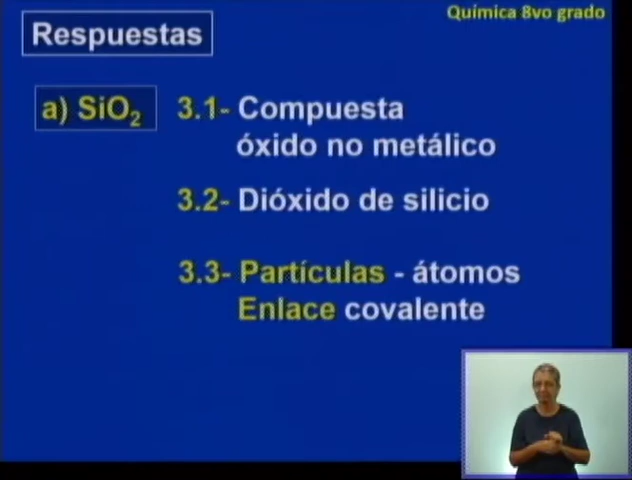 Química 8vo grado
Respuestas
a) SiO₂ 3.1- Compuesta
óxido no metálico
3.2- Dióxido de silicio
3.3- Partículas - átomos
Enlace covalente